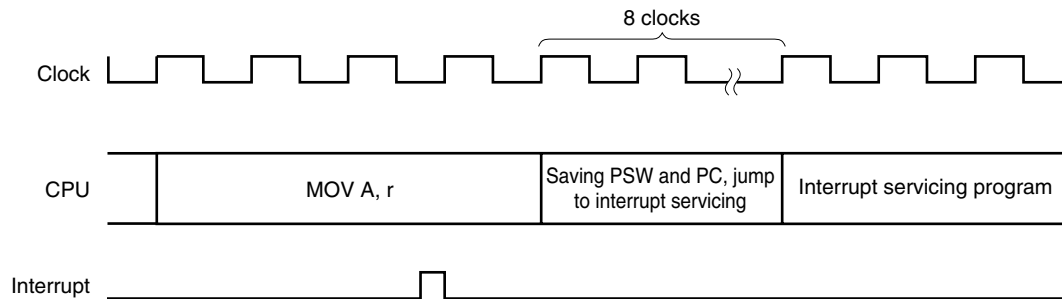 8 clocks
Clock
CPU
MOV A, r
Saving PSW and PC, jump
to interrupt servicing
Interrupt servicing program
Interrupt